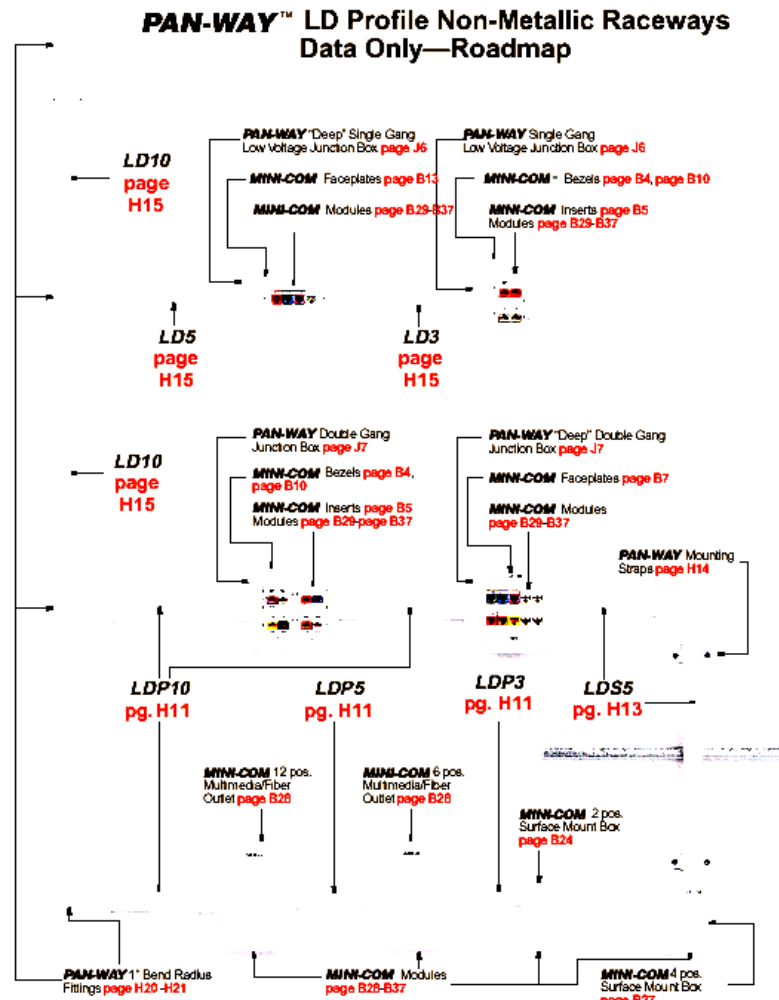 PAN-WAY™ LD Profile Non-Metallic Raceways
Data Only—Roadmap
PAN-WAY "Deep" Single Gang
Low Voltage Junction Box page J6
MINI-COM Faceplates page B13
MINI-COM Modules page B29-B37
PAN-WAY Single Gang
Low Voltage Junction Box page J6
MINI-COM Bezels page B4, page B10
MINI-COM Inserts page B5
Modules page B29-B37
LD10
page
H15
LD5
page
H15
LD3
page
H15
PAN-WAY Double Gang
Junction Box page J7
MINI-COM Bezels page B4,
page B10
MINI-COM Inserts page B5
Modules page B29-page B37
PAN-WAY "Deep" Double Gang
Junction Box page J7
MINI-COM Faceplates page B7
MINI-COM Modules
page B29-B37
LD10
page
H15
PAN-WAY Mounting
Straps page H14
LDP10
pg. H11
LDP5
pg. H11
LDP3
pg. H11
LDS5
pg. H13
MINI-COM 12 pos.
Multimedia/Fiber
Outlet page B28
MINI-COM 6 pos.
Multimedia/Fiber
Outlet page B28
MINI-COM 2 pos.
Surface Mount Box
page B24
PAN-WAY 1" Bend Radius
Fittings page H20-H21
MINI-COM Modules
page B28-B37
MINI-COM 4 pos.
Surface Mount Box
page B27